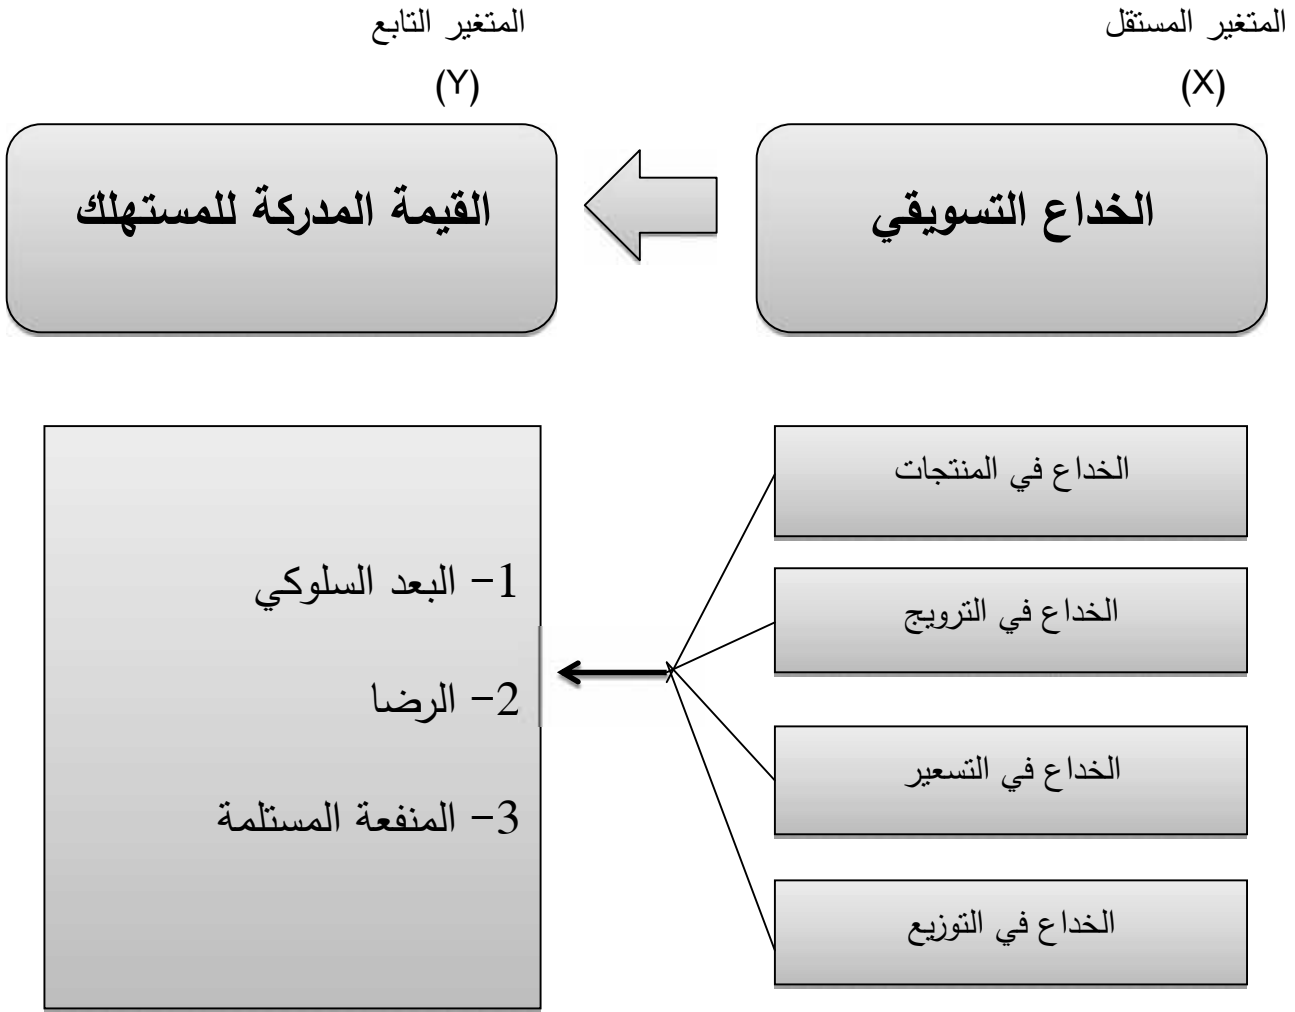 المتغير المستقل
(X)
المتغير التابع
(Y)
الخداع التسويقي
القيمة المدركة للمستهلك
الخداع في المنتجات
الخداع في الترويج
الخداع في التسعير
الخداع في التوزيع
1- البعد السلوكي
2- الرضا
3- المنفعة المستلمة